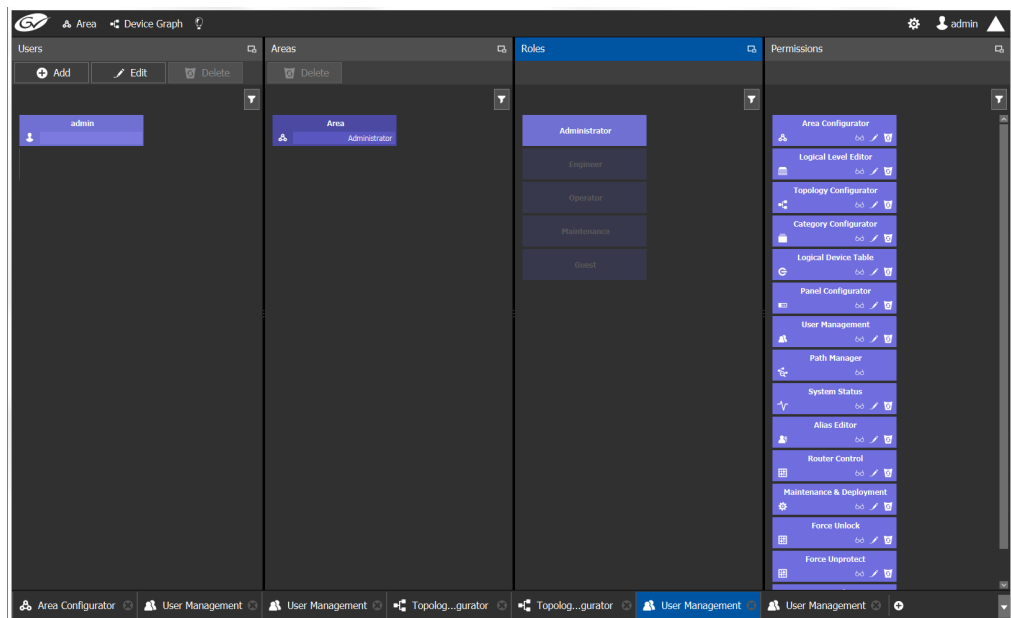 GV Area Device Graph admin
Users Areas Roles Permissions
Add Edit Delete Delete
admin
Area
Administrator
Administrator
Engineer
Operator
Maintenance
Guest
Area Configurator
Logical Level Editor
Topology Configurator
Category Configurator
Logical Device Table
Panel Configurator
User Management
Path Manager
System Status
Alias Editor
Router Control
Maintenance & Deployment
Force Unlock
Force Unprotect
Area Configurator User Management User Management Topolog...gurator Topolog...gurator User Management User Management